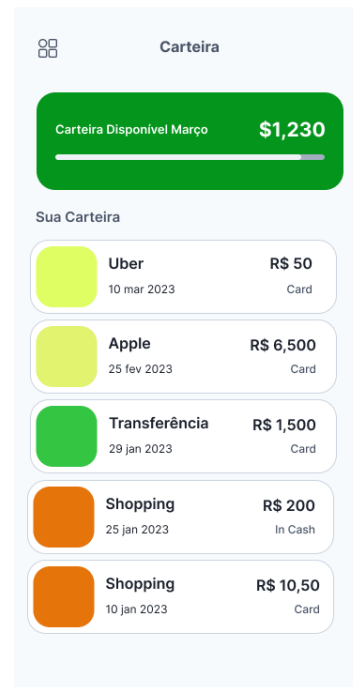 Carteira
Carteira Disponível Março $1,230
Sua Carteira
Uber R$ 50
10 mar 2023 Card
Apple R$ 6,500
25 fev 2023 Card
Transferência R$ 1,500
29 jan 2023 Card
Shopping R$ 200
25 jan 2023 In Cash
Shopping R$ 10,50
10 jan 2023 Card